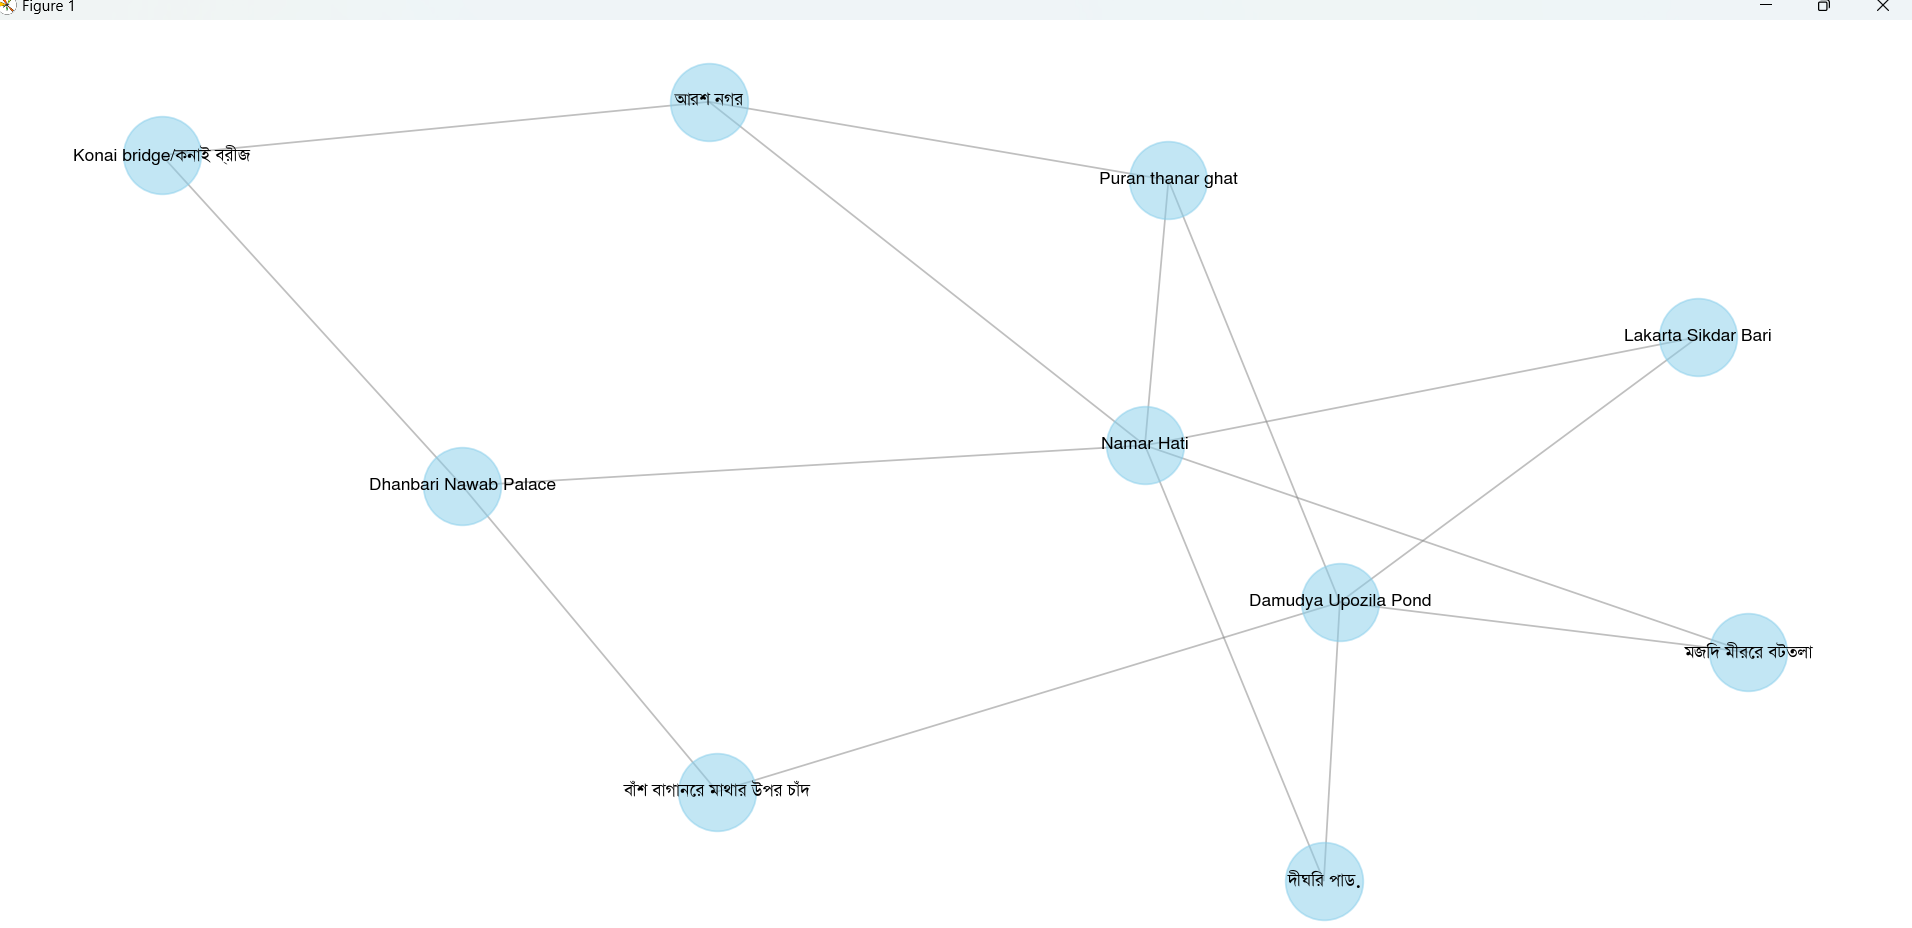 Figure 1
আরশ নগর
Konai bridge/কনাই ব্রীজ
Puran thanar ghat
Lakarta Sikdar Bari
Namar Hati
Dhanbari Nawab Palace
Damudya Upozila Pond
মজদি মীররে বটতলা
বাঁশ বাগানরে মাথার উপর চাঁদ
দীঘরি পাড.